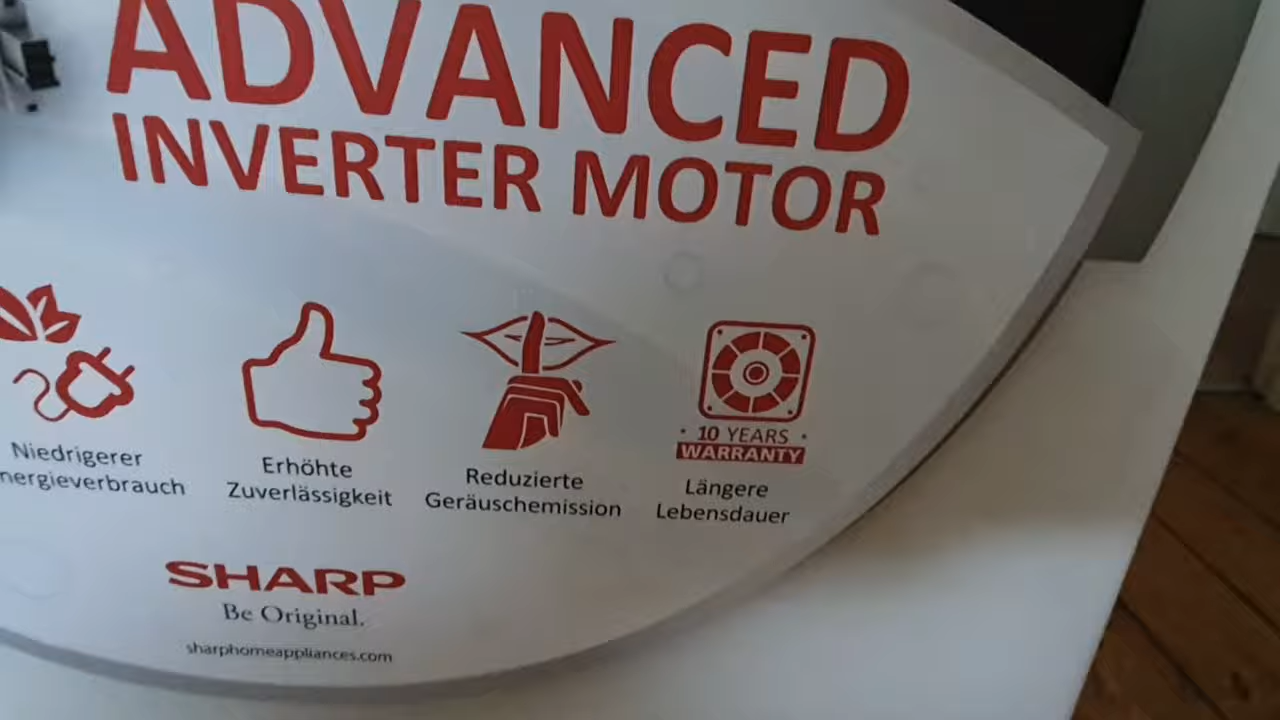 ADVANCED
INVERTER MOTOR
Niedrigerer
nergieverbrauch
Erhöhte
Zuverlässigkeit
Reduzierte
Geräuschemission
· 10 YEARS ·
WARRANTY
Längere
Lebensdauer
SHARP
Be Original.
sharphomeappliances.com